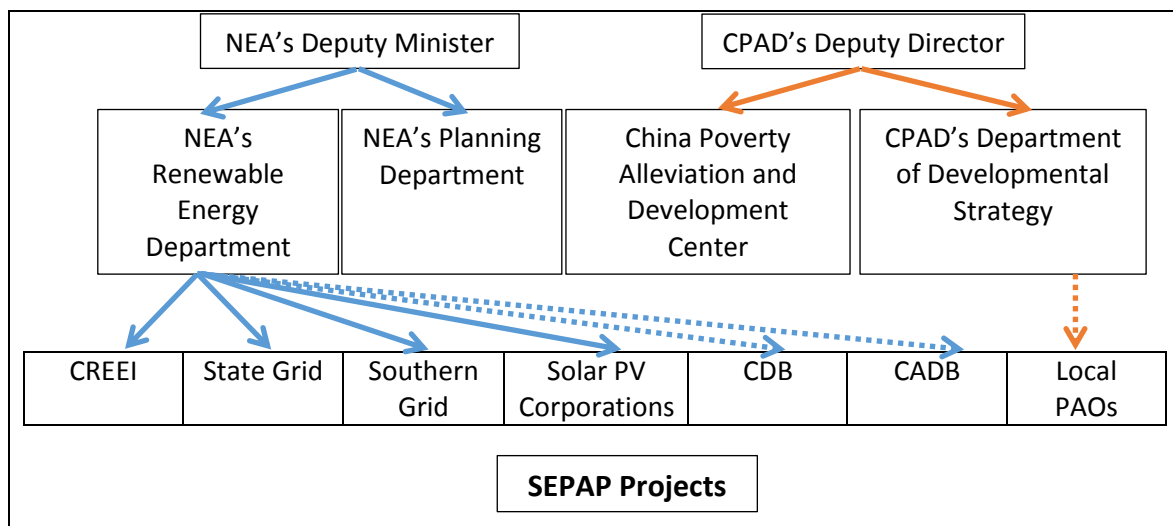 NEA’s Deputy Minister
CPAD’s Deputy Director
NEA’s
Renewable
Energy
Department
NEA’s Planning
Department
China Poverty
Alleviation and
Development
Center
CPAD’s Department
of Developmental
Strategy
CREEI
State Grid
Southern
Grid
Solar PV
Corporations
CDB
CADB
Local
PAOs
SEPAP Projects